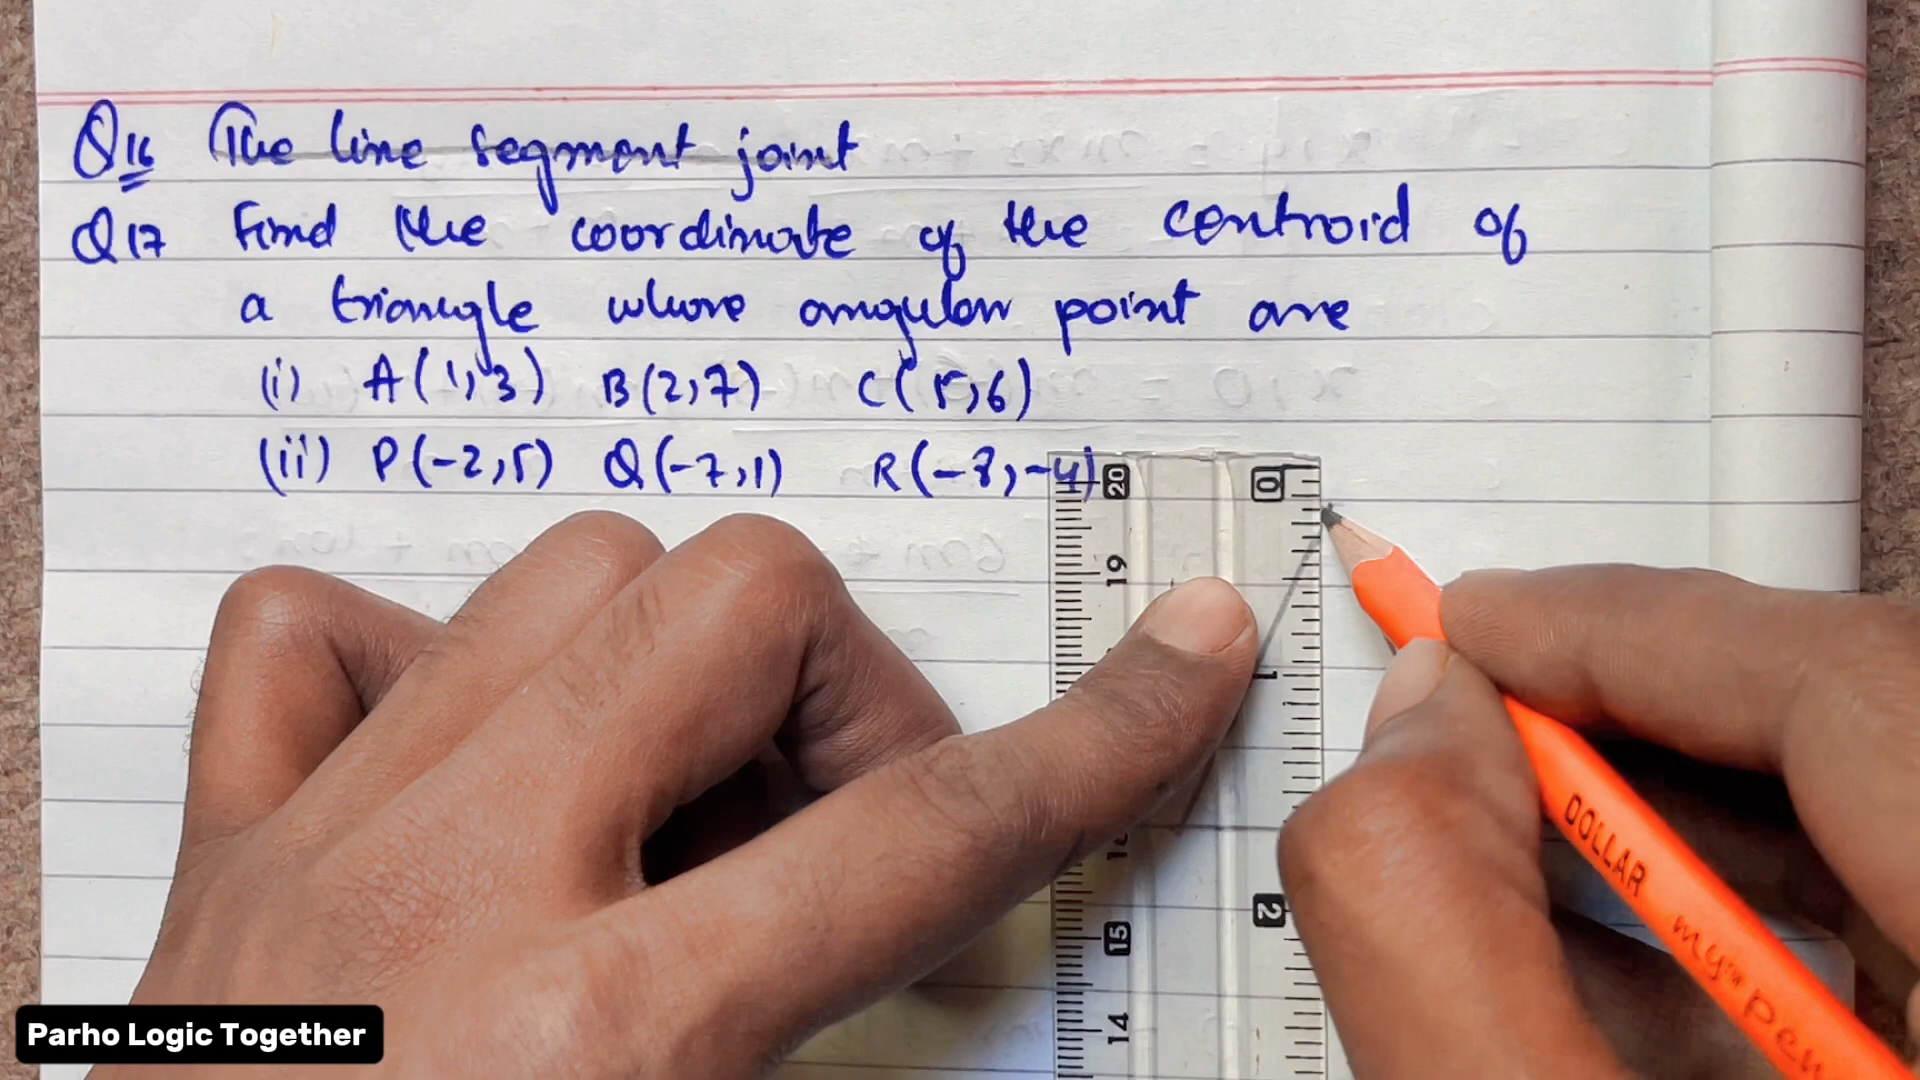 Q16 The line segment joint
Q17 Find the coordinate of the centroid of
a triangle whose angular point are
(i) A(1,3) B(2,7) C(5,6)
(ii) P(-2,5) Q(-7,1) R(-8,-4)
20 0
19
1
2
15
14
DOLLAR my pen
Parho Logic Together